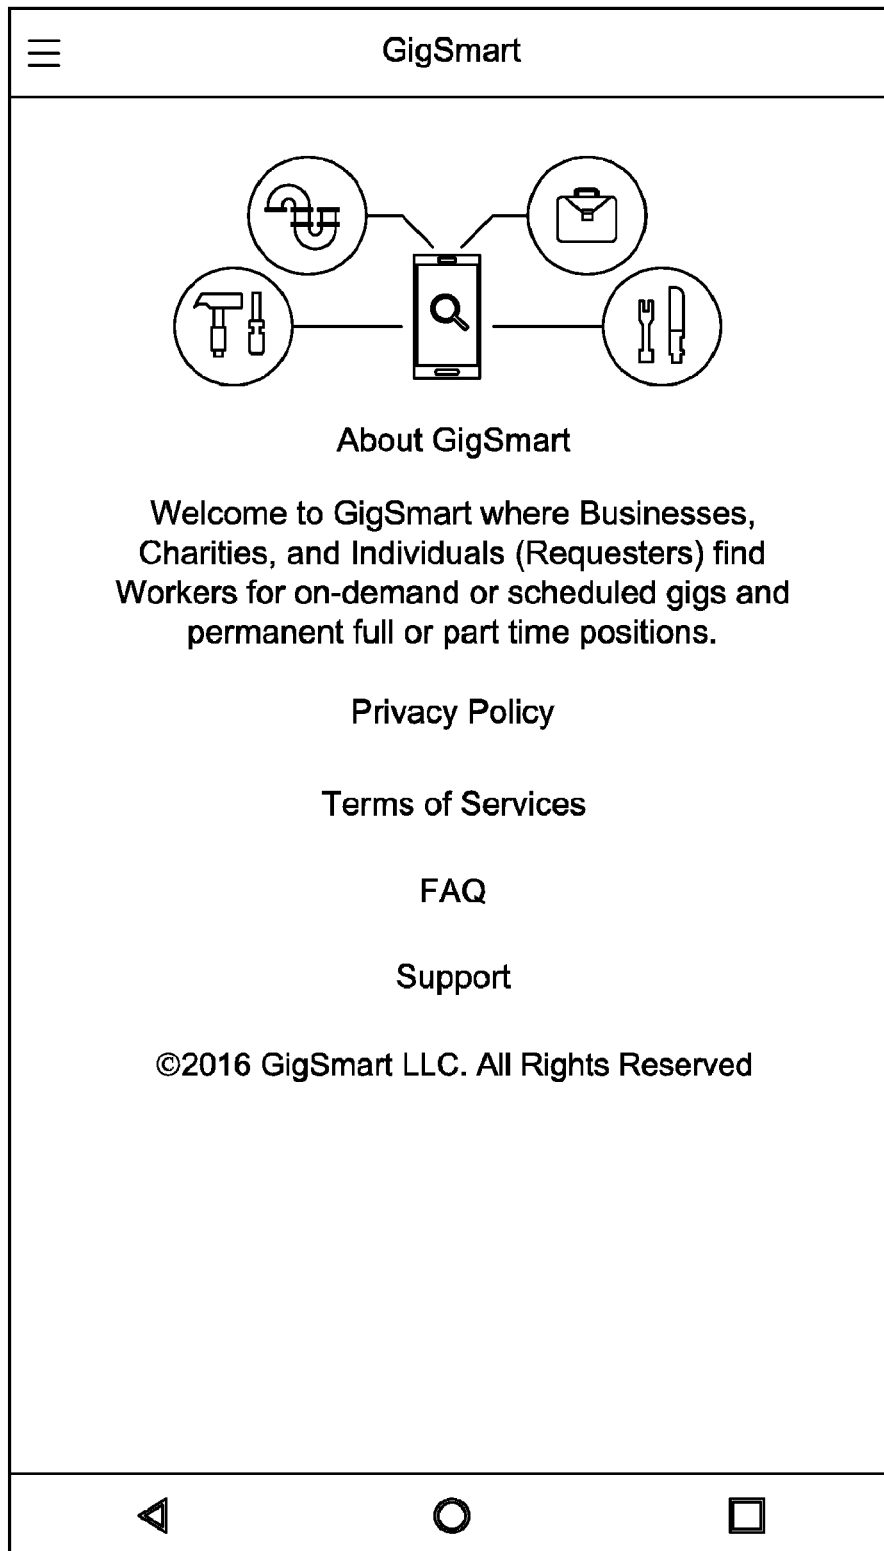 GigSmart
About GigSmart
Welcome to GigSmart where Businesses,
Charities, and Individuals (Requesters) find
Workers for on-demand or scheduled gigs and
permanent full or part time positions.
Privacy Policy
Terms of Services
FAQ
Support
©2016 GigSmart LLC. All Rights Reserved